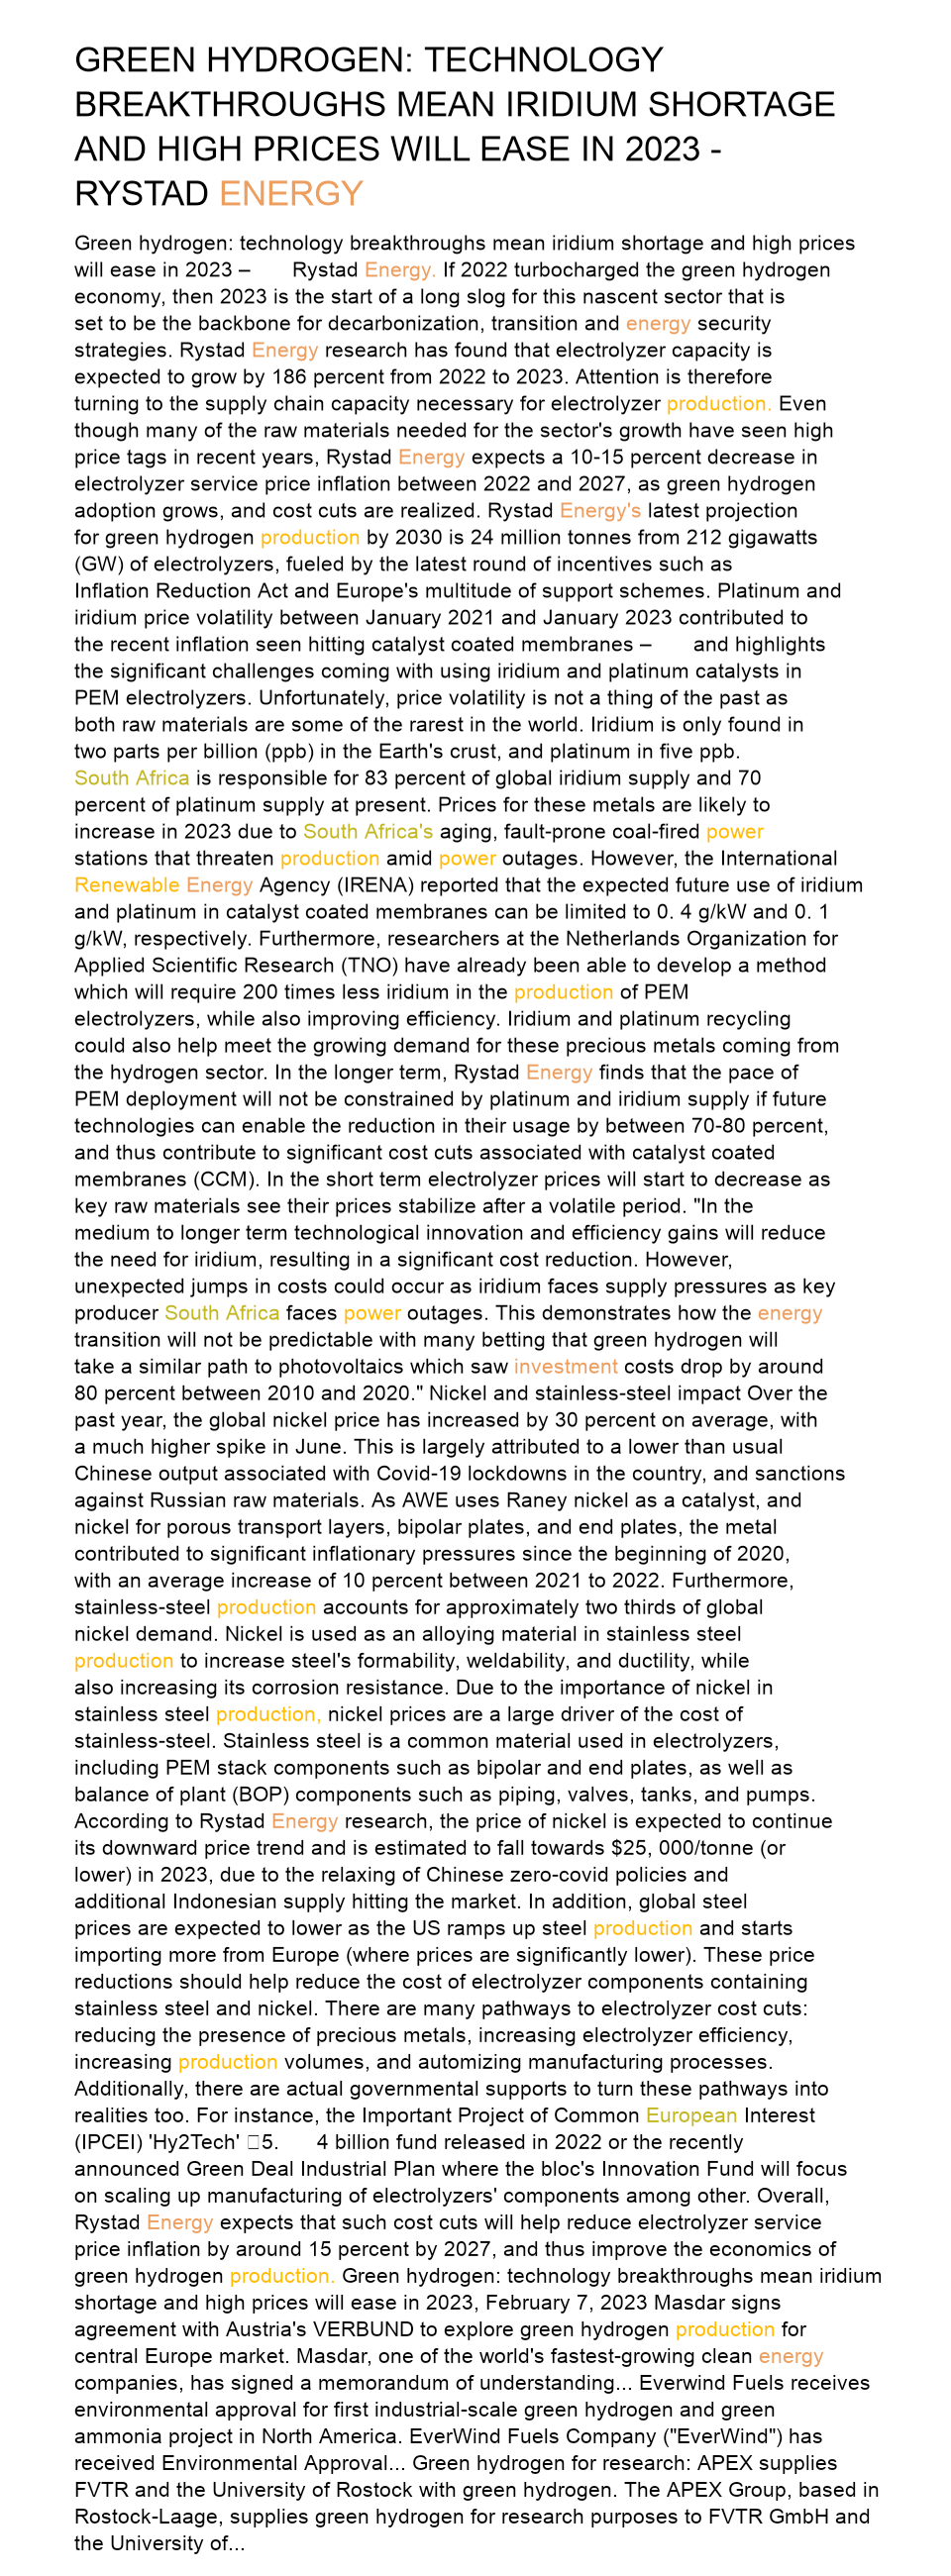 GREEN HYDROGEN: TECHNOLOGY
BREAKTHROUGHS MEAN IRIDIUM SHORTAGE
AND HIGH PRICES WILL EASE IN 2023 -
RYSTAD ENERGY
Green hydrogen: technology breakthroughs mean iridium shortage and high prices
will ease in 2023 – Rystad Energy. If 2022 turbocharged the green hydrogen
economy, then 2023 is the start of a long slog for this nascent sector that is
set to be the backbone for decarbonization, transition and energy security
strategies. Rystad Energy research has found that electrolyzer capacity is
expected to grow by 186 percent from 2022 to 2023. Attention is therefore
turning to the supply chain capacity necessary for electrolyzer production. Even
though many of the raw materials needed for the sector's growth have seen high
price tags in recent years, Rystad Energy expects a 10-15 percent decrease in
electrolyzer service price inflation between 2022 and 2027, as green hydrogen
adoption grows, and cost cuts are realized. Rystad Energy's latest projection
for green hydrogen production by 2030 is 24 million tonnes from 212 gigawatts
(GW) of electrolyzers, fueled by the latest round of incentives such as
Inflation Reduction Act and Europe's multitude of support schemes. Platinum and
iridium price volatility between January 2021 and January 2023 contributed to
the recent inflation seen hitting catalyst coated membranes – and highlights
the significant challenges coming with using iridium and platinum catalysts in
PEM electrolyzers. Unfortunately, price volatility is not a thing of the past as
both raw materials are some of the rarest in the world. Iridium is only found in
two parts per billion (ppb) in the Earth's crust, and platinum in five ppb.
South Africa is responsible for 83 percent of global iridium supply and 70
percent of platinum supply at present. Prices for these metals are likely to
increase in 2023 due to South Africa's aging, fault-prone coal-fired power
stations that threaten production amid power outages. However, the International
Renewable Energy Agency (IRENA) reported that the expected future use of iridium
and platinum in catalyst coated membranes can be limited to 0. 4 g/kW and 0. 1
g/kW, respectively. Furthermore, researchers at the Netherlands Organization for
Applied Scientific Research (TNO) have already been able to develop a method
which will require 200 times less iridium in the production of PEM
electrolyzers, while also improving efficiency. Iridium and platinum recycling
could also help meet the growing demand for these precious metals coming from
the hydrogen sector. In the longer term, Rystad Energy finds that the pace of
PEM deployment will not be constrained by platinum and iridium supply if future
technologies can enable the reduction in their usage by between 70-80 percent,
and thus contribute to significant cost cuts associated with catalyst coated
membranes (CCM). In the short term electrolyzer prices will start to decrease as
key raw materials see their prices stabilize after a volatile period. "In the
medium to longer term technological innovation and efficiency gains will reduce
the need for iridium, resulting in a significant cost reduction. However,
unexpected jumps in costs could occur as iridium faces supply pressures as key
producer South Africa faces power outages. This demonstrates how the energy
transition will not be predictable with many betting that green hydrogen will
take a similar path to photovoltaics which saw investment costs drop by around
80 percent between 2010 and 2020." Nickel and stainless-steel impact Over the
past year, the global nickel price has increased by 30 percent on average, with
a much higher spike in June. This is largely attributed to a lower than usual
Chinese output associated with Covid-19 lockdowns in the country, and sanctions
against Russian raw materials. As AWE uses Raney nickel as a catalyst, and
nickel for porous transport layers, bipolar plates, and end plates, the metal
contributed to significant inflationary pressures since the beginning of 2020,
with an average increase of 10 percent between 2021 to 2022. Furthermore,
stainless-steel production accounts for approximately two thirds of global
nickel demand. Nickel is used as an alloying material in stainless steel
production to increase steel's formability, weldability, and ductility, while
also increasing its corrosion resistance. Due to the importance of nickel in
stainless steel production, nickel prices are a large driver of the cost of
stainless-steel. Stainless steel is a common material used in electrolyzers,
including PEM stack components such as bipolar and end plates, as well as
balance of plant (BOP) components such as piping, valves, tanks, and pumps.
According to Rystad Energy research, the price of nickel is expected to continue
its downward price trend and is estimated to fall towards $25, 000/tonne (or
lower) in 2023, due to the relaxing of Chinese zero-covid policies and
additional Indonesian supply hitting the market. In addition, global steel
prices are expected to lower as the US ramps up steel production and starts
importing more from Europe (where prices are significantly lower). These price
reductions should help reduce the cost of electrolyzer components containing
stainless steel and nickel. There are many pathways to electrolyzer cost cuts:
reducing the presence of precious metals, increasing electrolyzer efficiency,
increasing production volumes, and automizing manufacturing processes.
Additionally, there are actual governmental supports to turn these pathways into
realities too. For instance, the Important Project of Common European Interest
(IPCEI) 'Hy2Tech' 5. 4 billion fund released in 2022 or the recently
announced Green Deal Industrial Plan where the bloc's Innovation Fund will focus
on scaling up manufacturing of electrolyzers' components among other. Overall,
Rystad Energy expects that such cost cuts will help reduce electrolyzer service
price inflation by around 15 percent by 2027, and thus improve the economics of
green hydrogen production. Green hydrogen: technology breakthroughs mean iridium
shortage and high prices will ease in 2023, February 7, 2023 Masdar signs
agreement with Austria's VERBUND to explore green hydrogen production for
central Europe market. Masdar, one of the world's fastest-growing clean energy
companies, has signed a memorandum of understanding... Everwind Fuels receives
environmental approval for first industrial-scale green hydrogen and green
ammonia project in North America. EverWind Fuels Company ("EverWind") has
received Environmental Approval... Green hydrogen for research: APEX supplies
FVTR and the University of Rostock with green hydrogen. The APEX Group, based in
Rostock-Laage, supplies green hydrogen for research purposes to FVTR GmbH and
the University of...